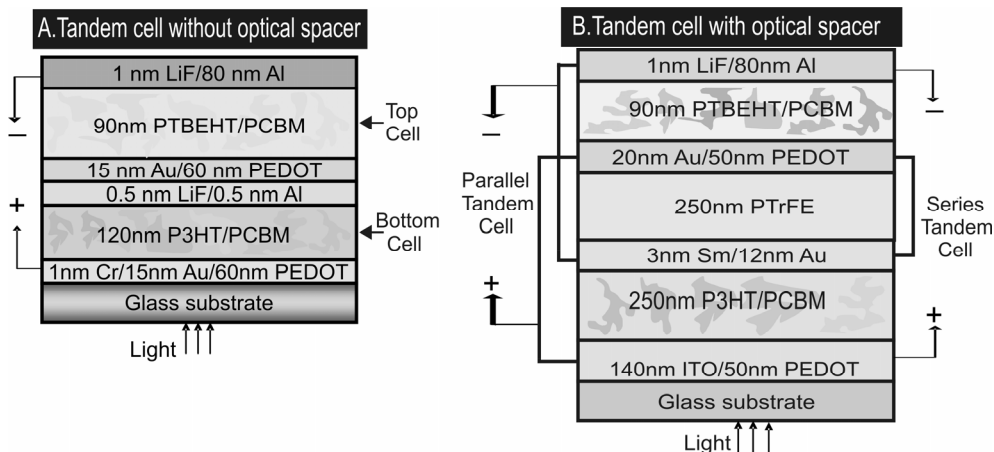 A.Tandem cell without optical spacer
1 nm LiF/80 nm Al
90nm PTBEHT/PCBM
15 nm Au/60 nm PEDOT
0.5 nm LiF/0.5 nm Al
120nm P3HT/PCBM
1nm Cr/15nm Au/60nm PEDOT
Glass substrate
Light
–
+
Top
Cell
Bottom
Cell
B.Tandem cell with optical spacer
1nm LiF/80nm Al
90nm PTBEHT/PCBM
20nm Au/50nm PEDOT
250nm PTrFE
3nm Sm/12nm Au
250nm P3HT/PCBM
140nm ITO/50nm PEDOT
Glass substrate
Light
–
Parallel
Tandem
Cell
+
–
Series
Tandem
Cell
+